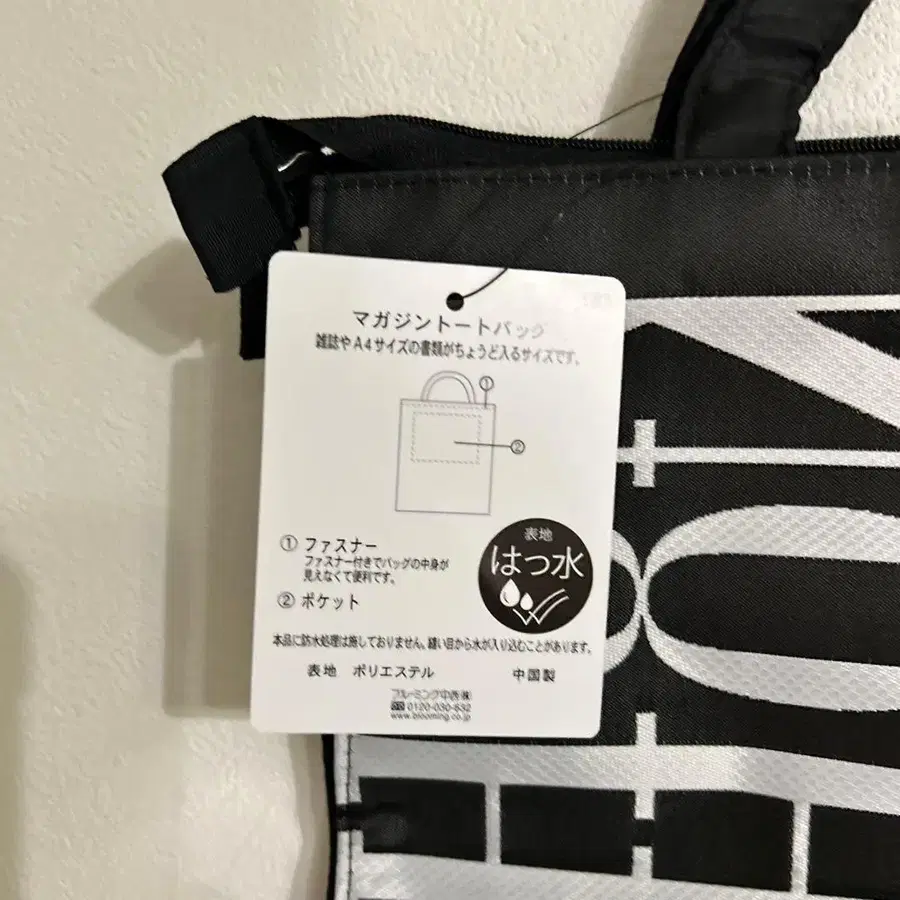 マガジントートバッグ
雑誌やA4サイズの書類がちょうど入るサイズです。
①
②
① ファスナー
ファスナー付きでバッグの中身が
見えなくて便利です。
② ポケット
表地
はっ水
本品に防水処理は施しておりません。縫い目から水が入り込むことがあります。
表地 ポリエステル 中国製
ブルーミング中西㈱
0120-030-632
www.blooming.co.jp